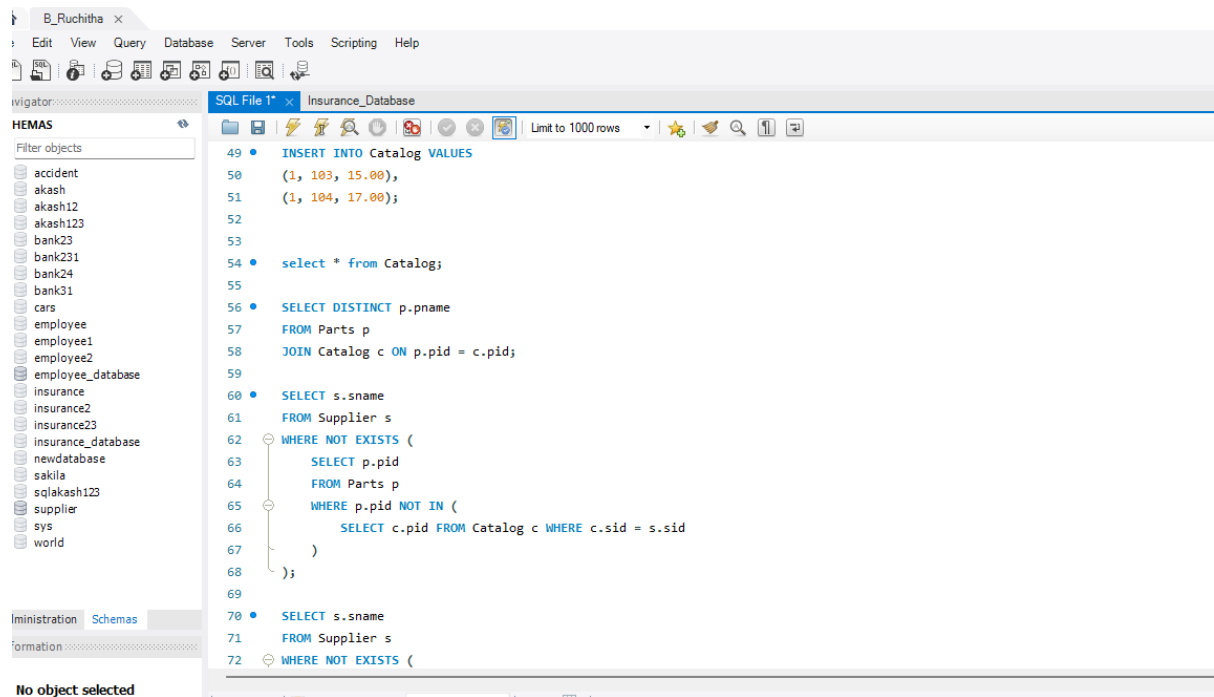 B_Ruchitha ×
Edit View Query Database Server Tools Scripting Help
SQL File 1* × Insurance_Database
HEMAS
Filter objects
accident
akash
akash12
akash123
bank23
bank231
bank24
bank31
cars
employee
employee1
employee2
employee_database
insurance
insurance2
insurance23
insurance_database
newdatabase
sakila
sqlakash123
supplier
sys
world
ministration Schemas
No object selected
Limit to 1000 rows
49 INSERT INTO Catalog VALUES
50 (1, 103, 15.00),
51 (1, 104, 17.00);
52
53
54 select * from Catalog;
55
56 SELECT DISTINCT p.pname
57 FROM Parts p
58 JOIN Catalog c ON p.pid = c.pid;
59
60 SELECT s.sname
61 FROM Supplier s
62 WHERE NOT EXISTS (
63 SELECT p.pid
64 FROM Parts p
65 WHERE p.pid NOT IN (
66 SELECT c.pid FROM Catalog c WHERE c.sid = s.sid
67 )
68 );
69
70 SELECT s.sname
71 FROM Supplier s
72 WHERE NOT EXISTS (